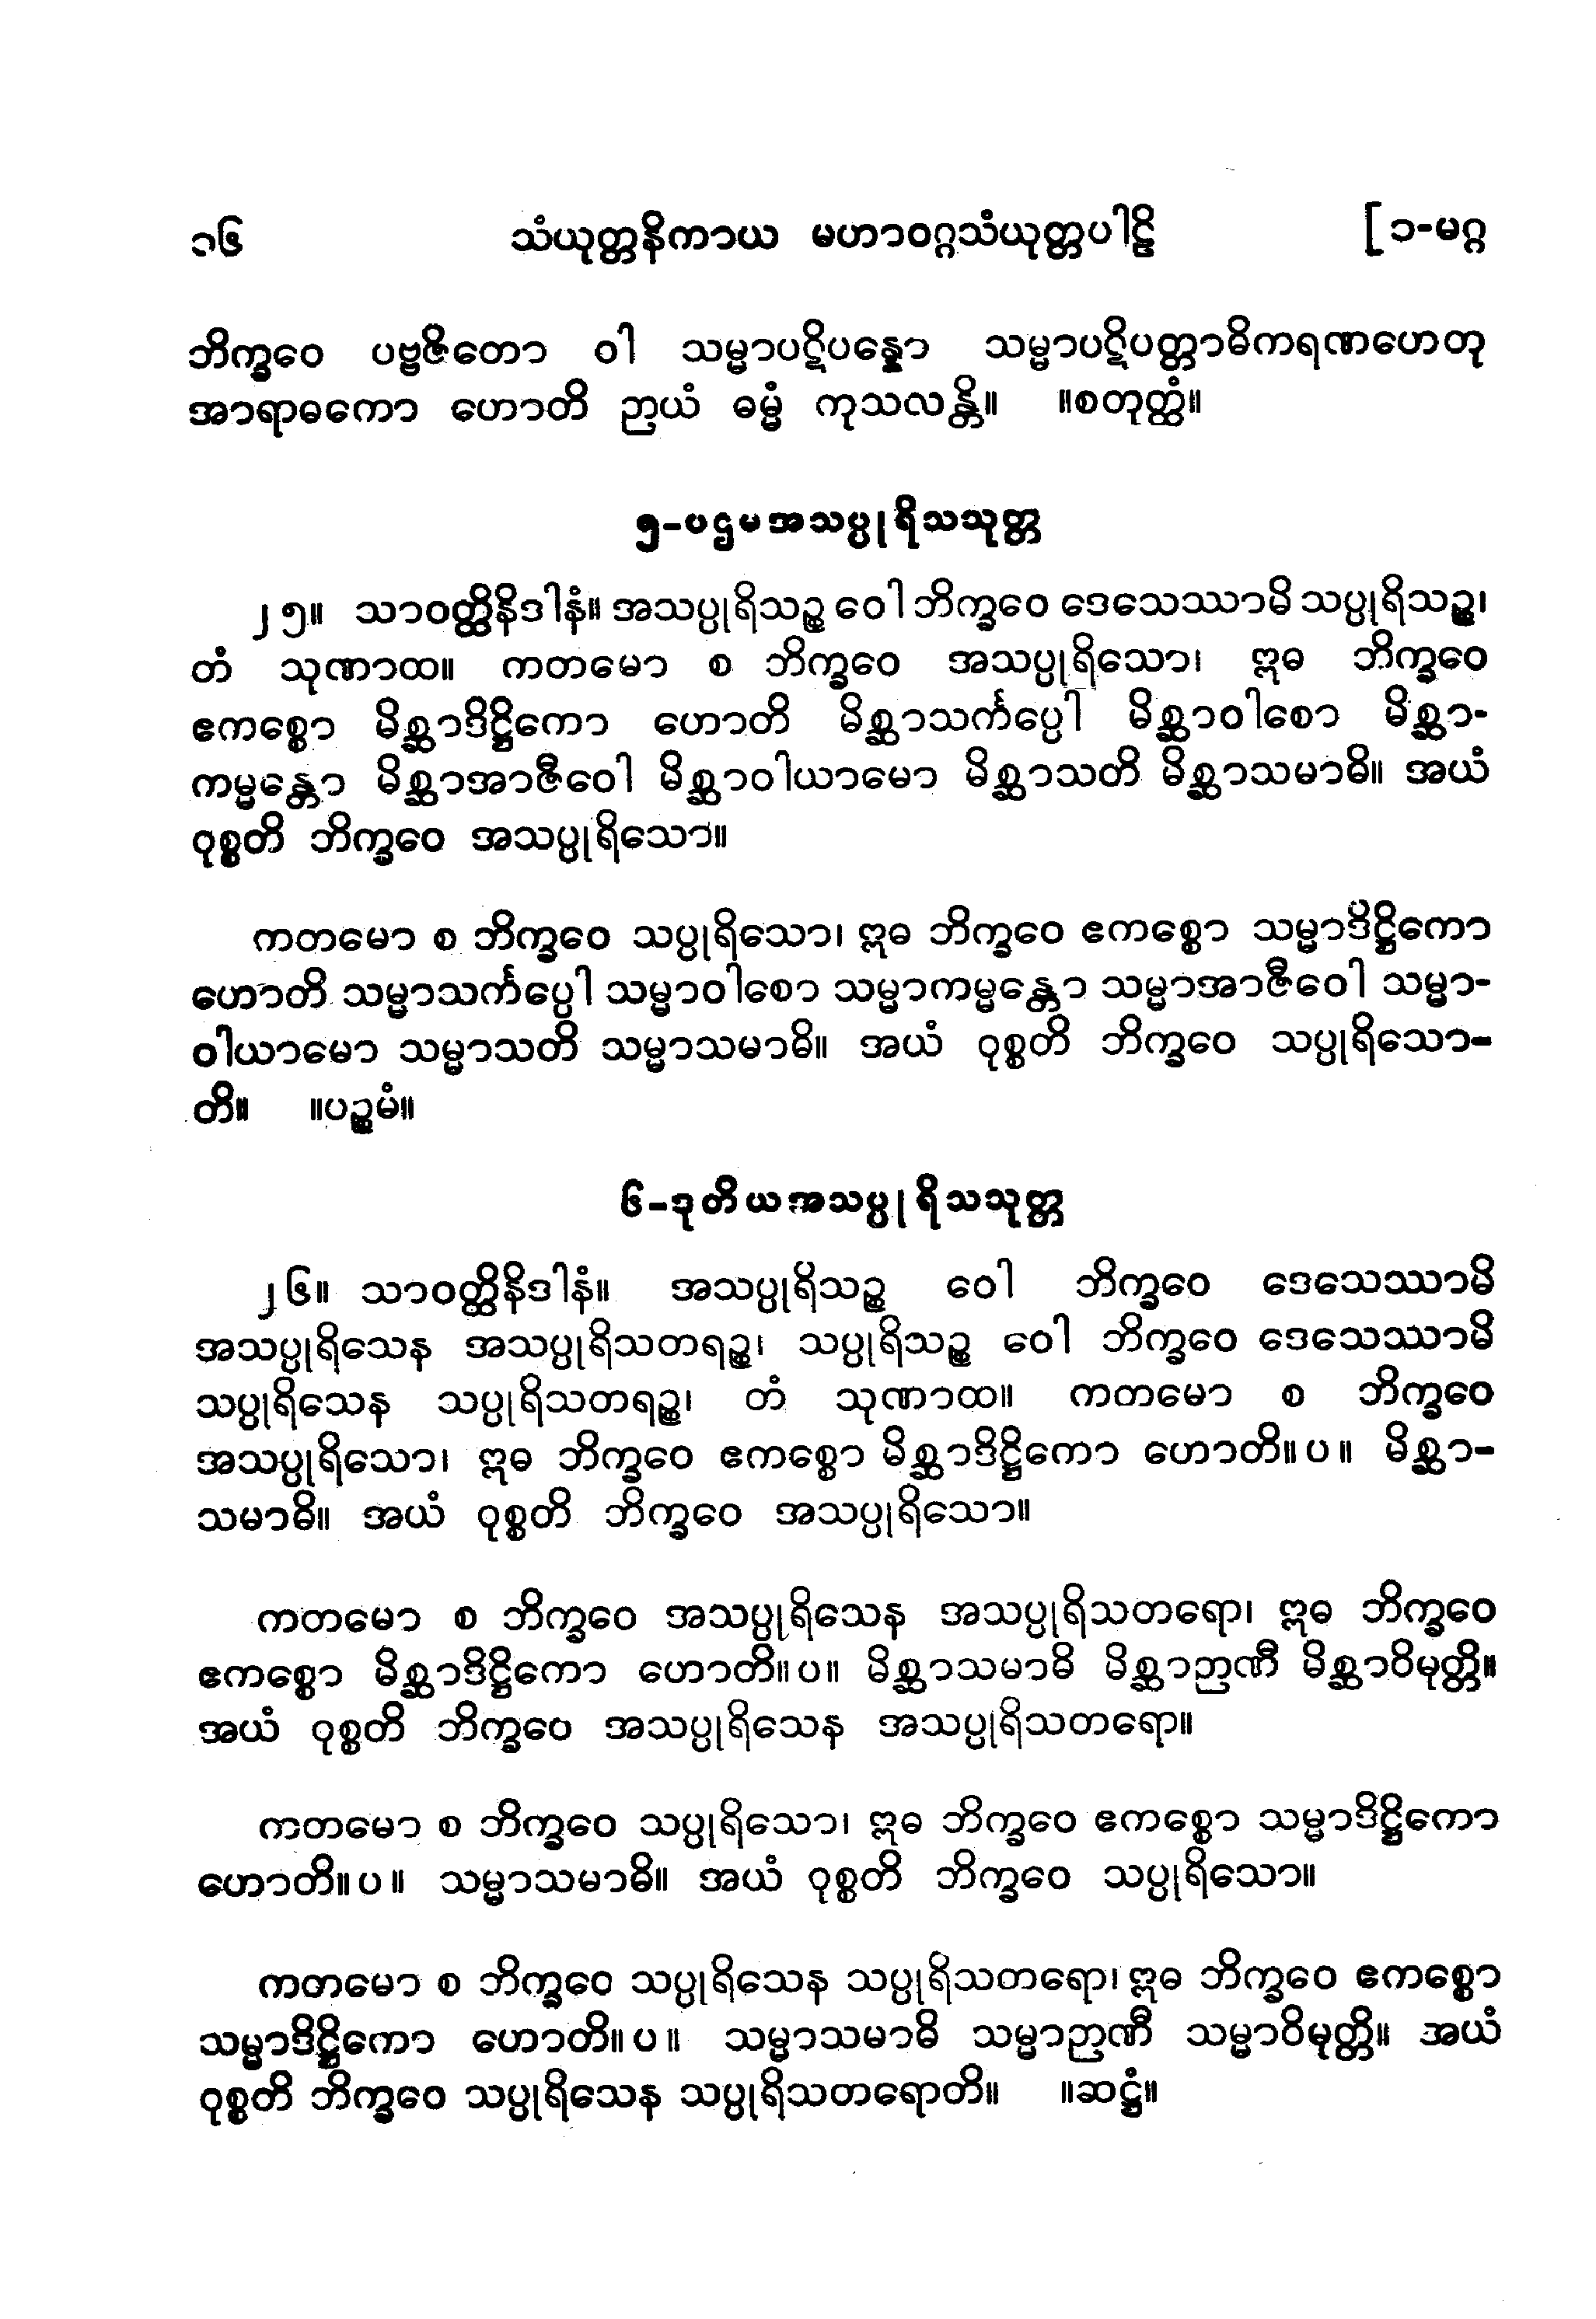 ၁၆ သံယုတ္တနိကာယ မဟာဝဂ္ဂသံယုတ္တပါဠိ [၁-မဂ္ဂ
ဘိက္ခဝေ ပဗ္ဗဇိတော ဝါ သမ္မာပဋိပန္နော သမ္မာပဋိပတ္တာဓိကရဏဟေတု
အာရာဓကော ဟောတိ ဉာယံ ဓမ္မံ ကုသလန္တိ။ ။စတုတ္ထံ။
၅-ပဌမအသပ္ပုရိသသုတ္တ
၂၅။ သာဝတ္ထိနိဒါနံ။ အသပ္ပုရိသဉ္စ ဝေါ ဘိက္ခဝေ ဒေသေဿာမိ သပ္ပုရိသဉ္စ၊
တံ သုဏာထ။ ကတမော စ ဘိက္ခဝေ အသပ္ပုရိသော၊ ဣဓ ဘိက္ခဝေ
ဧကစ္စော မိစ္ဆာဒိဋ္ဌိကော ဟောတိ မိစ္ဆာသင်္ကပ္ပေါ မိစ္ဆာဝါစော မိစ္ဆာ-
ကမ္မန္တော မိစ္ဆာအာဇီဝေါ မိစ္ဆာဝါယာမော မိစ္ဆာသတိ မိစ္ဆာသမာဓိ။ အယံ
ဝုစ္စတိ ဘိက္ခဝေ အသပ္ပုရိသော။
ကတမော စ ဘိက္ခဝေ သပ္ပုရိသော၊ ဣဓ ဘိက္ခဝေ ဧကစ္စော သမ္မာဒိဋ္ဌိကော
ဟောတိ သမ္မာသင်္ကပ္ပေါ သမ္မာဝါစော သမ္မာကမ္မန္တော သမ္မာအာဇီဝေါ သမ္မာ-
ဝါယာမော သမ္မာသတိ သမ္မာသမာဓိ။ အယံ ဝုစ္စတိ ဘိက္ခဝေ သပ္ပုရိသော-
တိ။ ။ပဉ္စမံ။
၆-ဒုတိယအသပ္ပုရိသသုတ္တ
၂၆။ သာဝတ္ထိနိဒါနံ။ အသပ္ပုရိသဉ္စ ဝေါ ဘိက္ခဝေ ဒေသေဿာမိ
အသပ္ပုရိသေန အသပ္ပုရိသတရဉ္စ၊ သပ္ပုရိသဉ္စ ဝေါ ဘိက္ခဝေ ဒေသေဿာမိ
သပ္ပုရိသေန သပ္ပုရိသတရဉ္စ၊ တံ သုဏာထ။ ကတမော စ ဘိက္ခဝေ
အသပ္ပုရိသော၊ ဣဓ ဘိက္ခဝေ ဧကစ္စော မိစ္ဆာဒိဋ္ဌိကော ဟောတိ။ပ။ မိစ္ဆာ-
သမာဓိ။ အယံ ဝုစ္စတိ ဘိက္ခဝေ အသပ္ပုရိသော။
ကတမော စ ဘိက္ခဝေ အသပ္ပုရိသေန အသပ္ပုရိသတရော၊ ဣဓ ဘိက္ခဝေ
ဧကစ္စော မိစ္ဆာဒိဋ္ဌိကော ဟောတိ။ပ။ မိစ္ဆာသမာဓိ မိစ္ဆာဉာဏီ မိစ္ဆာဝိမုတ္တိ။
အယံ ဝုစ္စတိ ဘိက္ခဝေ အသပ္ပုရိသေန အသပ္ပုရိသတရော။
ကတမော စ ဘိက္ခဝေ သပ္ပုရိသော၊ ဣဓ ဘိက္ခဝေ ဧကစ္စော သမ္မာဒိဋ္ဌိကော
ဟောတိ။ပ။ သမ္မာသမာဓိ။ အယံ ဝုစ္စတိ ဘိက္ခဝေ သပ္ပုရိသော။
ကတမော စ ဘိက္ခဝေ သပ္ပုရိသေန သပ္ပုရိသတရော၊ ဣဓ ဘိက္ခဝေ ဧကစ္စော
သမ္မာဒိဋ္ဌိကော ဟောတိ။ပ။ သမ္မာသမာဓိ သမ္မာဉာဏီ သမ္မာဝိမုတ္တိ။ အယံ
ဝုစ္စတိ ဘိက္ခဝေ သပ္ပုရိသေန သပ္ပုရိသတရောတိ။ ။ဆဋ္ဌံ။